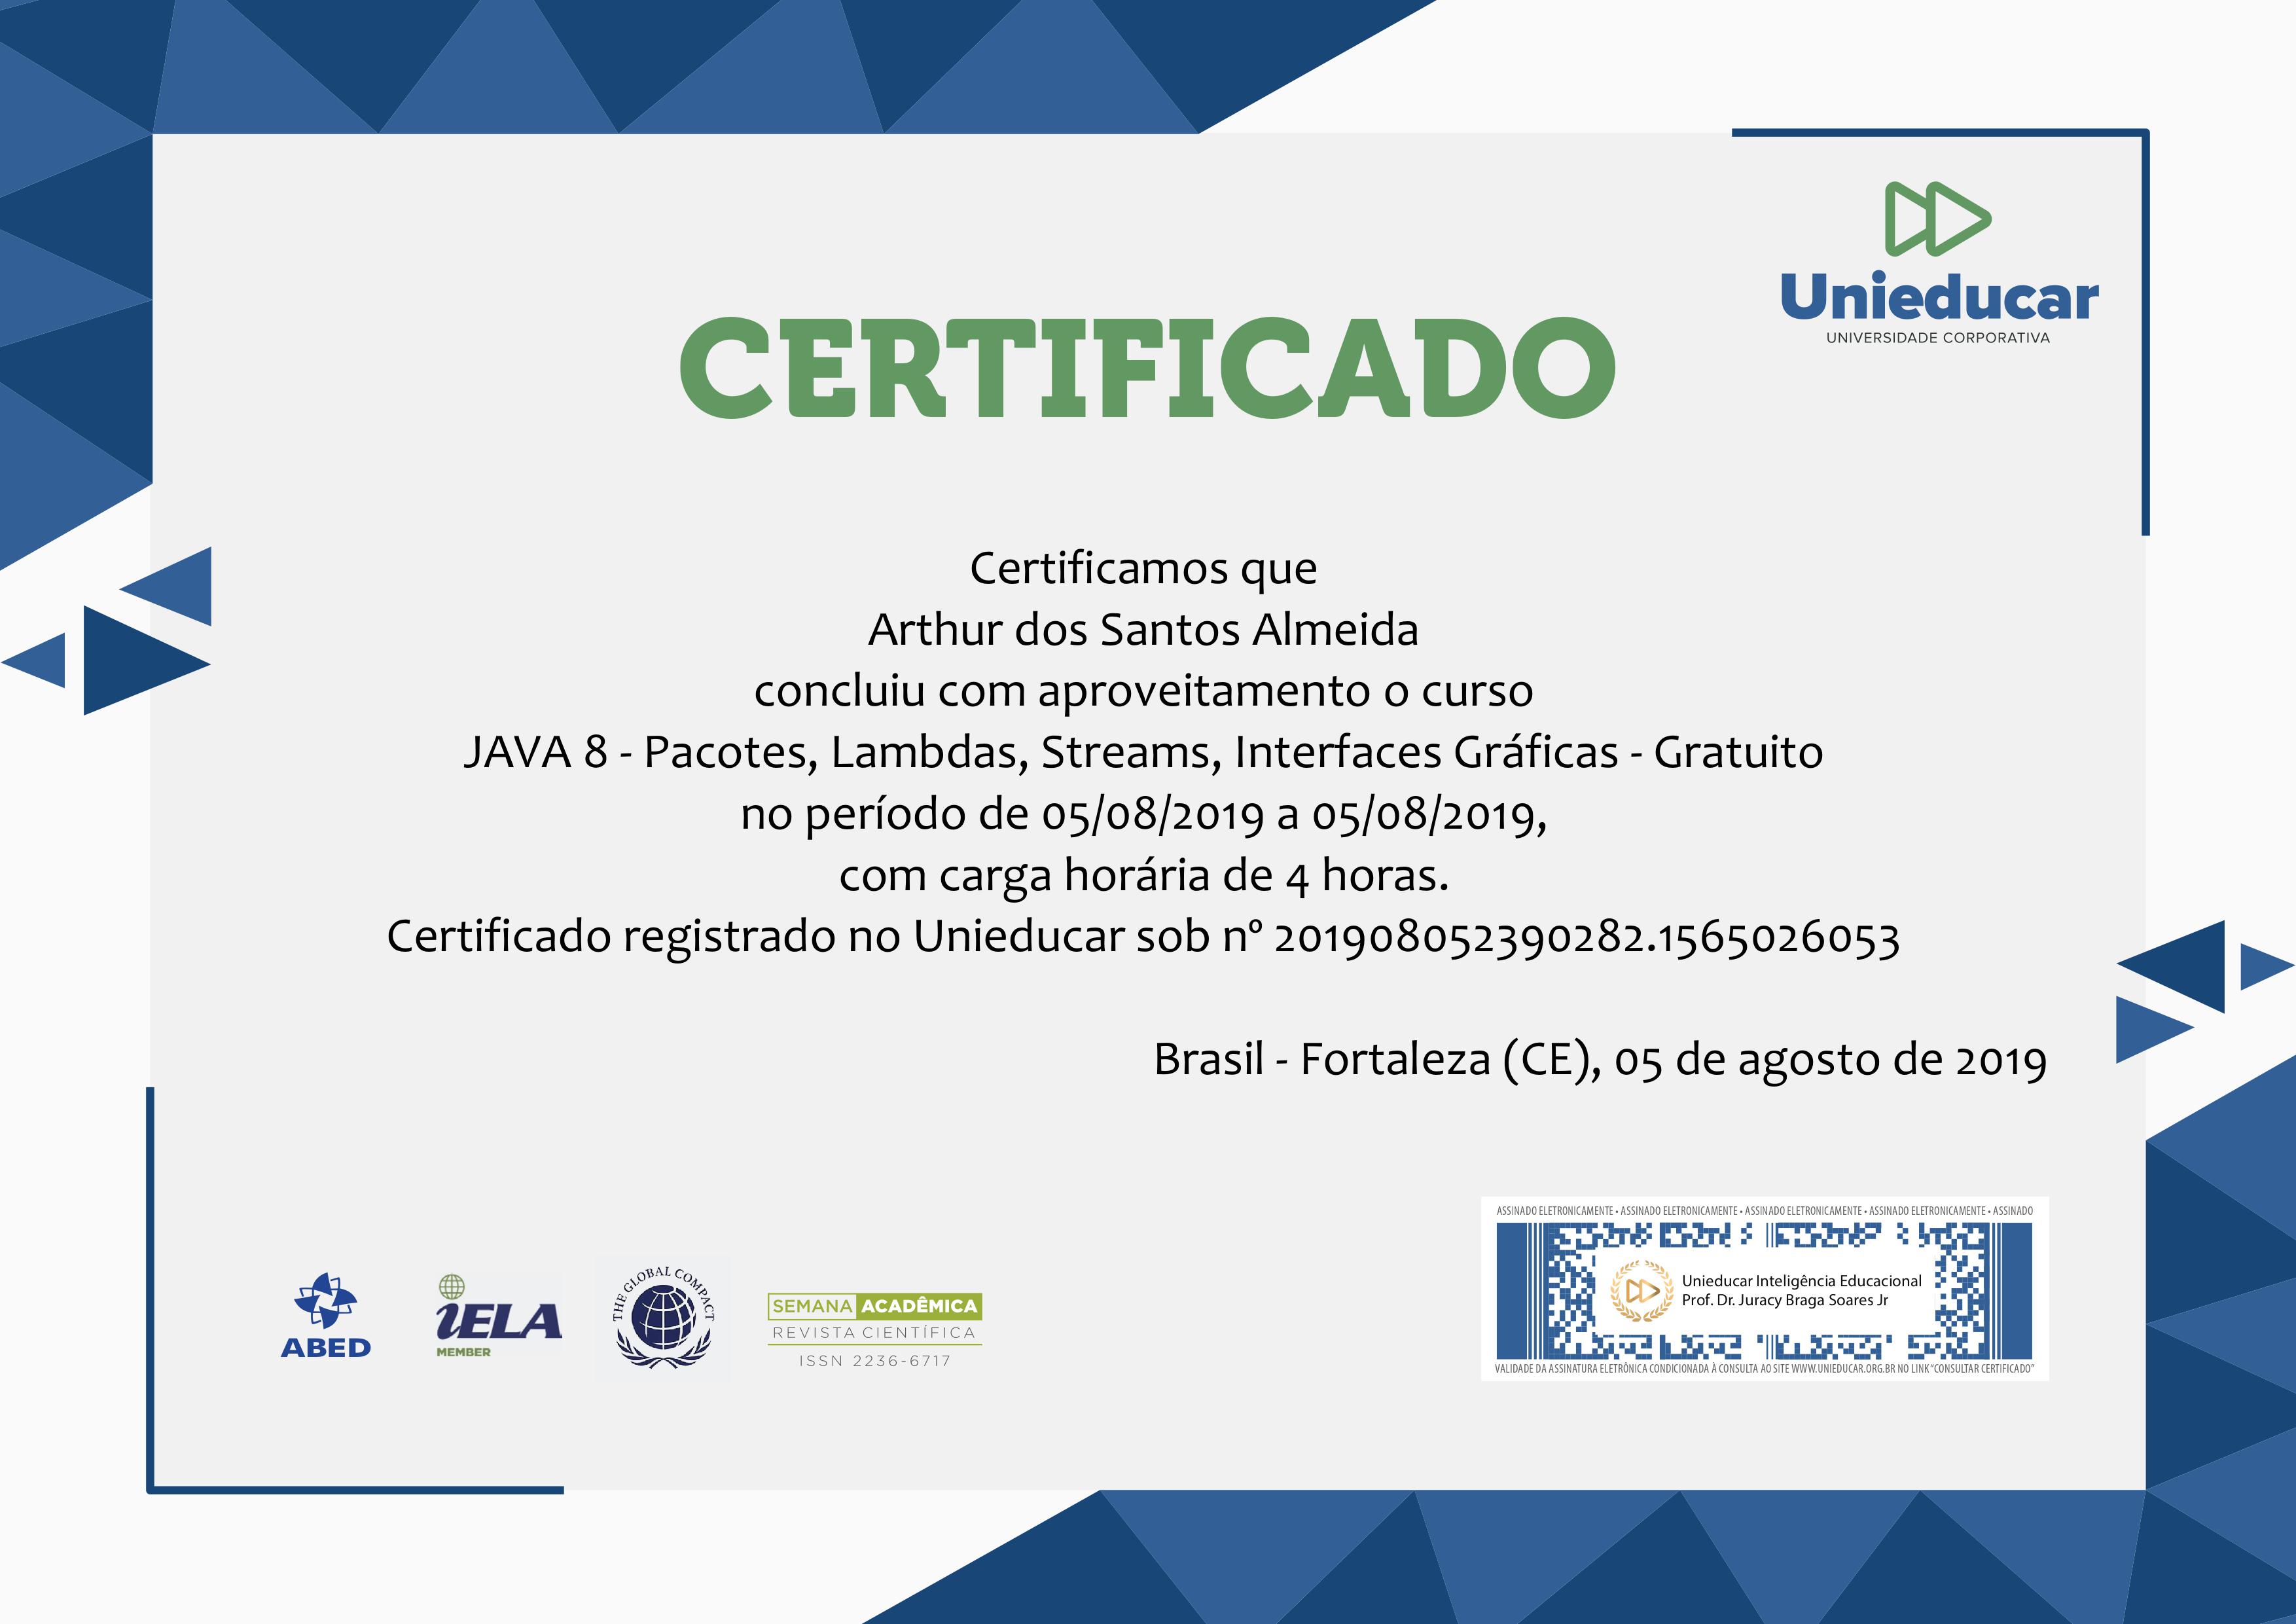 Unieducar
UNIVERSIDADE CORPORATIVA
CERTIFICADO
Certificamos que
Arthur dos Santos Almeida
concluiu com aproveitamento o curso
JAVA 8 - Pacotes, Lambdas, Streams, Interfaces Gráficas - Gratuito
no período de 05/08/2019 a 05/08/2019,
com carga horária de 4 horas.
Certificado registrado no Unieducar sob nº 201908052390282.1565026053
Brasil - Fortaleza (CE), 05 de agosto de 2019
ABED
iELA
MEMBER
THE GLOBAL COMPACT
SEMANA ACADÊMICA
REVISTA CIENTÍFICA
ISSN 2236-6717
ASSINADO ELETRONICAMENTE • ASSINADO ELETRONICAMENTE • ASSINADO ELETRONICAMENTE • ASSINADO ELETRONICAMENTE • ASSINADO
Unieducar Inteligência Educacional
Prof. Dr. Juracy Braga Soares Jr
VALIDADE DA ASSINATURA ELETRÔNICA CONDICIONADA À CONSULTA AO SITE WWW.UNIEDUCAR.ORG.BR NO LINK "CONSULTAR CERTIFICADO"